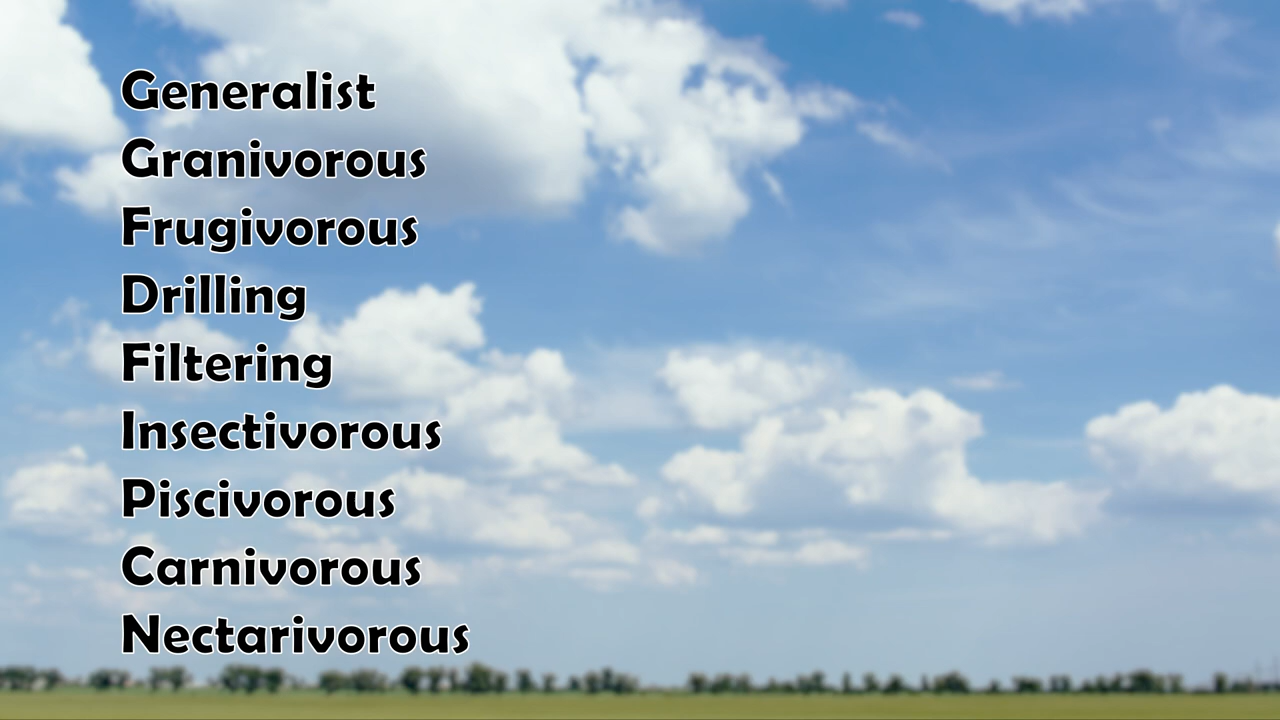 Generalist
Granivorous
Frugivorous
Drilling
Filtering
Insectivorous
Piscivorous
Carnivorous
Nectarivorous